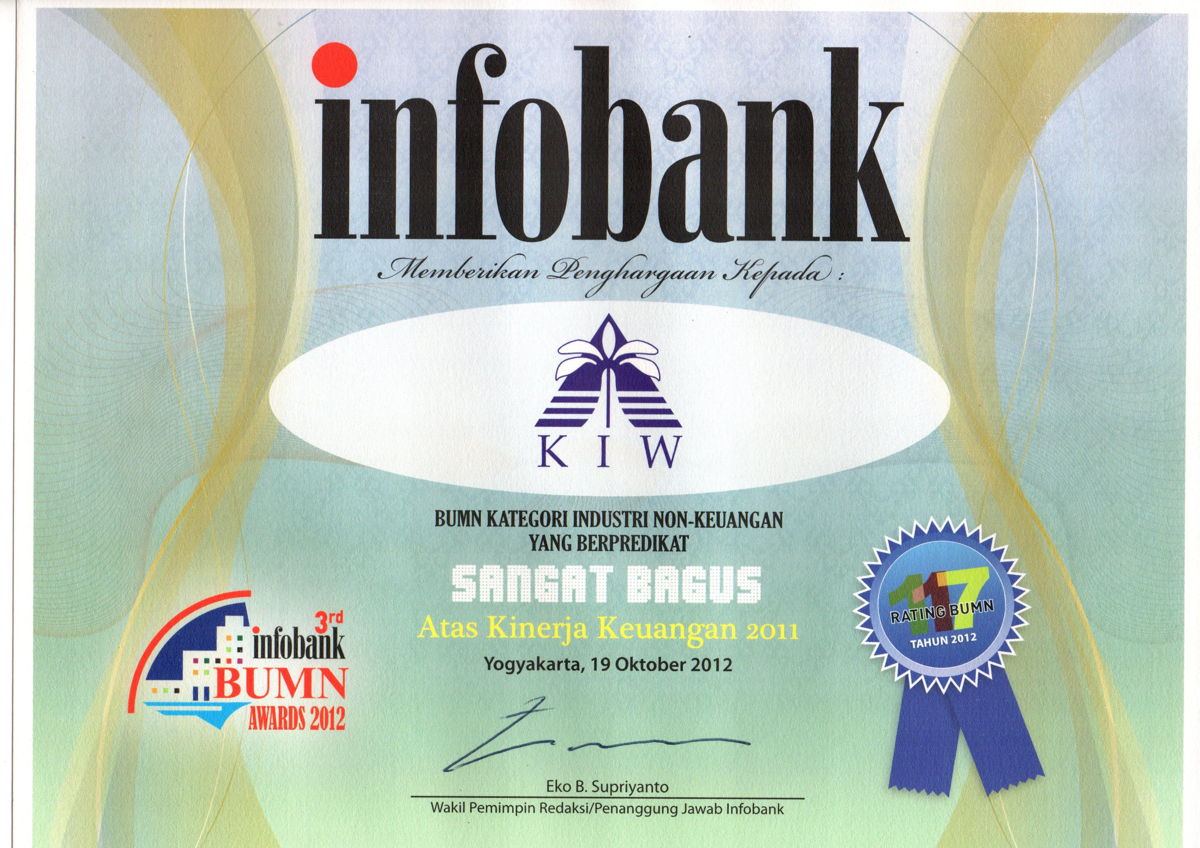 infobank
Memberikan Penghargaan Kepada :
KIW
BUMN KATEGORI INDUSTRI NON-KEUANGAN
YANG BERPREDIKAT
SANGAT BAGUS
Atas Kinerja Keuangan 2011
Yogyakarta, 19 Oktober 2012
3rd
infobank
BUMN
AWARDS 2012
117
RATING BUMN
TAHUN 2012
Eko B. Supriyanto
Wakil Pemimpin Redaksi/Penanggung Jawab Infobank